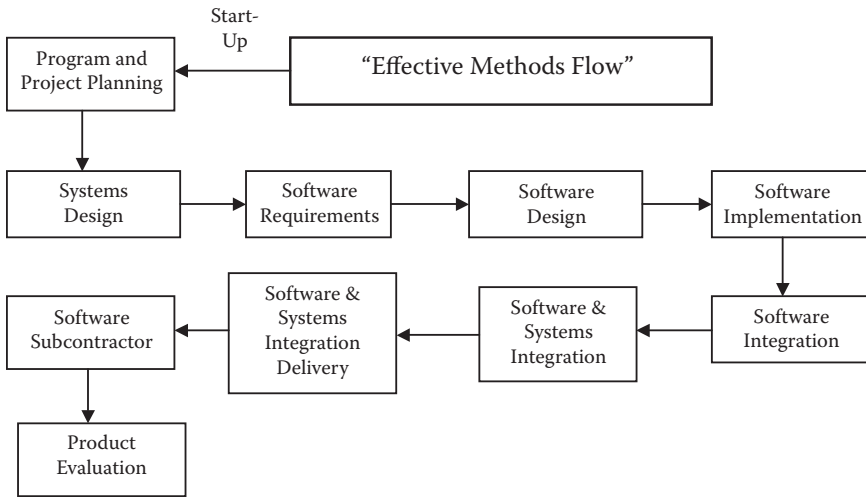 Start-
Up
Program and
Project Planning
“Effective Methods Flow”
Systems
Design
Software
Requirements
Software
Design
Software
Implementation
Software
Subcontractor
Software &
Systems
Integration
Delivery
Software &
Systems
Integration
Software
Integration
Product
Evaluation